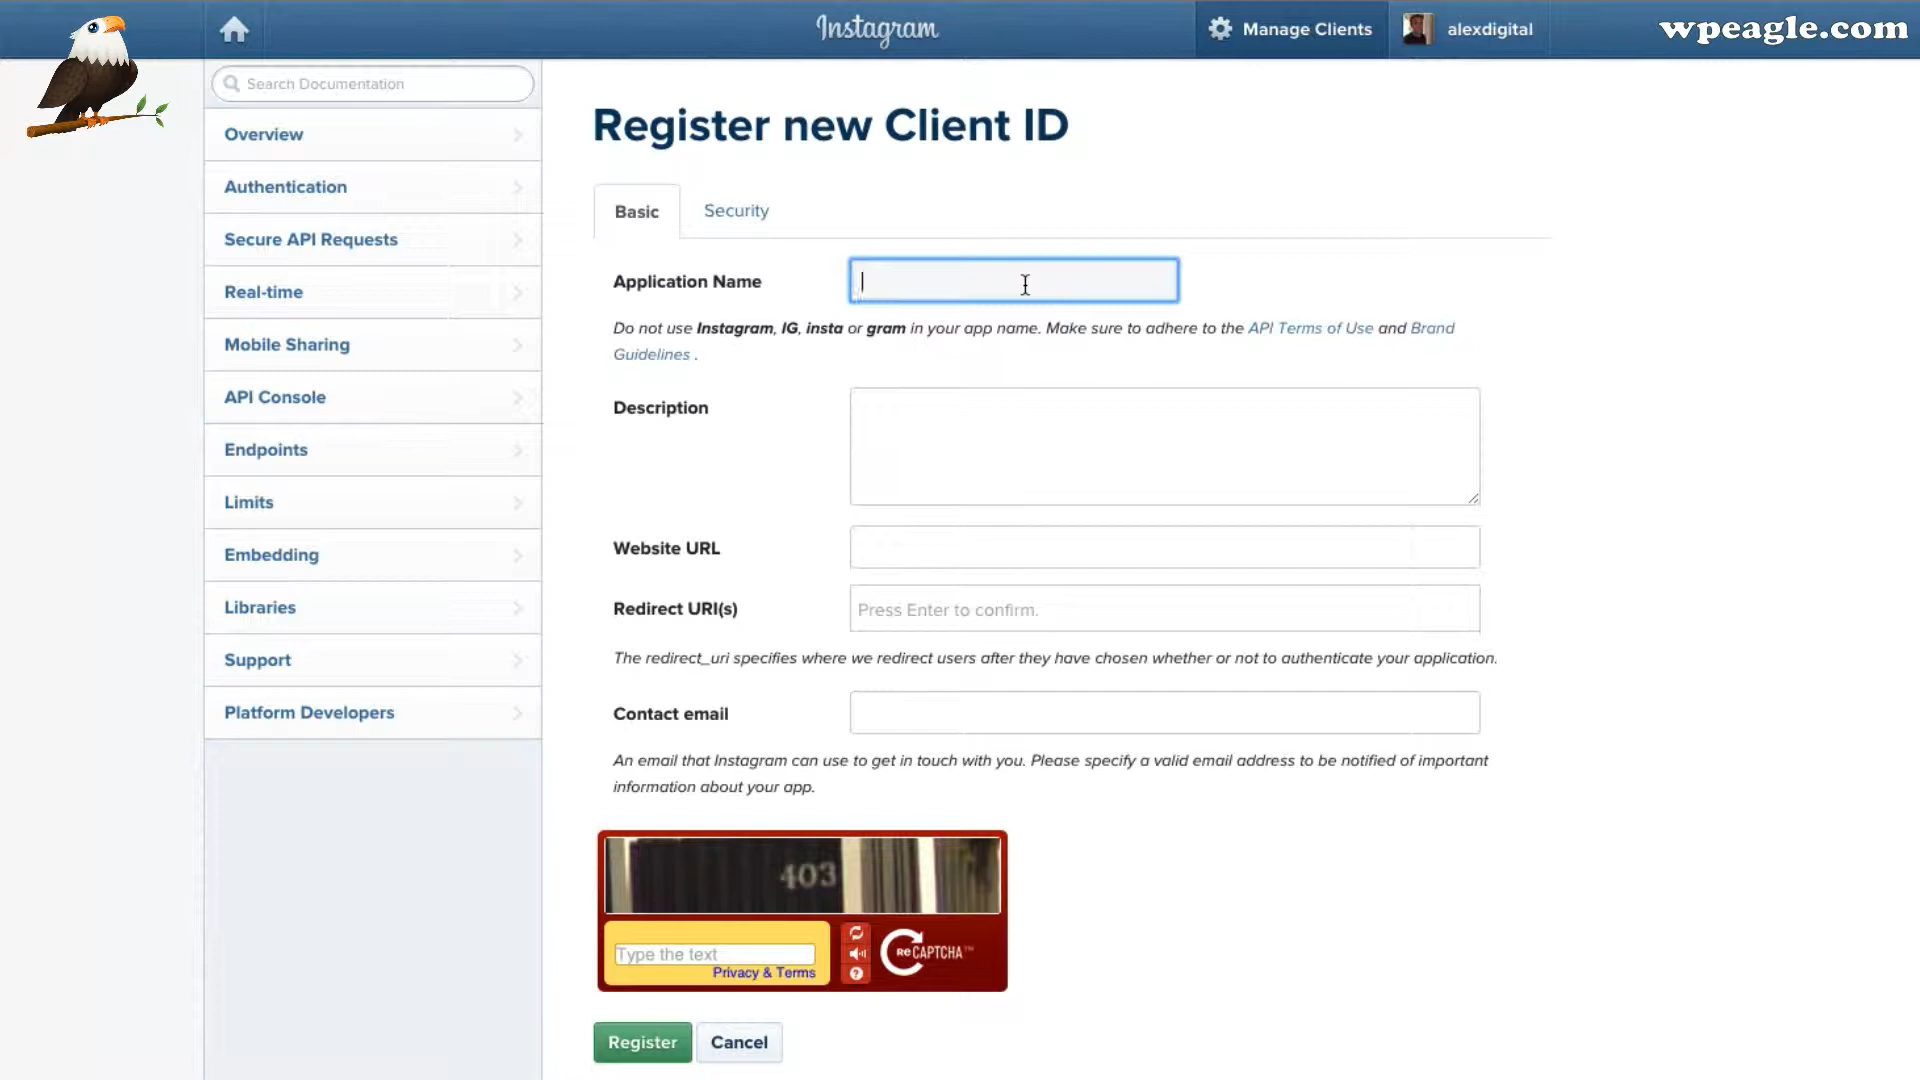 Instagram
Manage Clients
alexdigital
wpeagle.com
Search Documentation
Overview
Authentication
Secure API Requests
Real-time
Mobile Sharing
API Console
Endpoints
Limits
Embedding
Libraries
Support
Platform Developers
Register new Client ID
Basic
Security
Application Name
Do not use Instagram, IG, insta or gram in your app name. Make sure to adhere to the API Terms of Use and Brand
Guidelines .
Description
Website URL
Redirect URI(s)
Press Enter to confirm.
The redirect_uri specifies where we redirect users after they have chosen whether or not to authenticate your application.
Contact email
An email that Instagram can use to get in touch with you. Please specify a valid email address to be notified of important
information about your app.
403
Type the text
Privacy & Terms
reCAPTCHA™
Register
Cancel